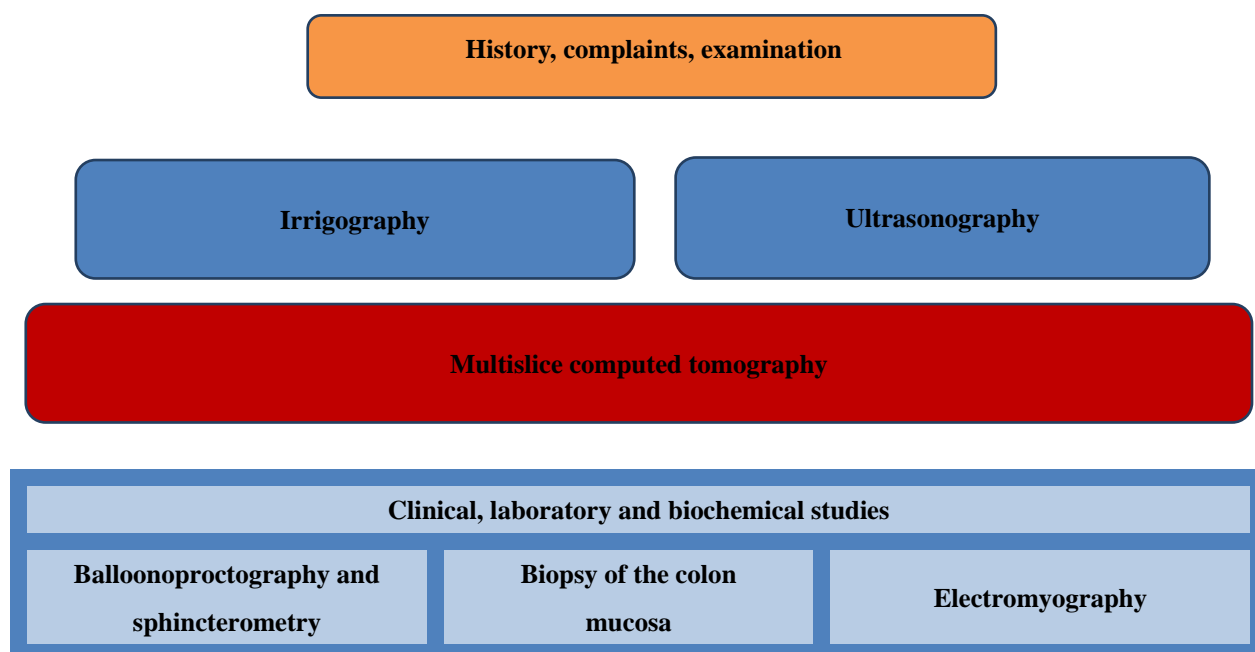 History, complaints, examination
Irrigography
Ultrasonography
Multislice computed tomography
Clinical, laboratory and biochemical studies
Balloonoproctography and
sphincterometry
Biopsy of the colon
mucosa
Electromyography